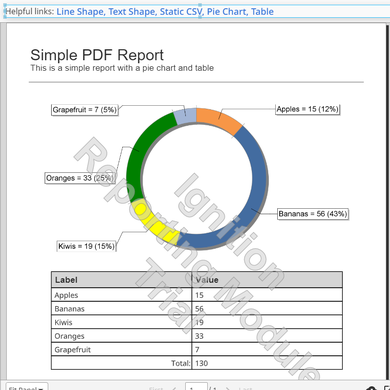 Helpful links: Line Shape, Text Shape, Static CSV, Pie Chart, Table
Simple PDF Report
This is a simple report with a pie chart and table
Grapefruit = 7 (5%)
Apples = 15 (12%)
Oranges = 33 (25%)
Bananas = 56 (43%)
Kiwis = 19 (15%)
Ignition
Reporting Module
Trial
Label Value
Apples 15
Bananas 56
Kiwis 19
Oranges 33
Grapefruit 7
Total: 130
Fit Panel
1 / 1